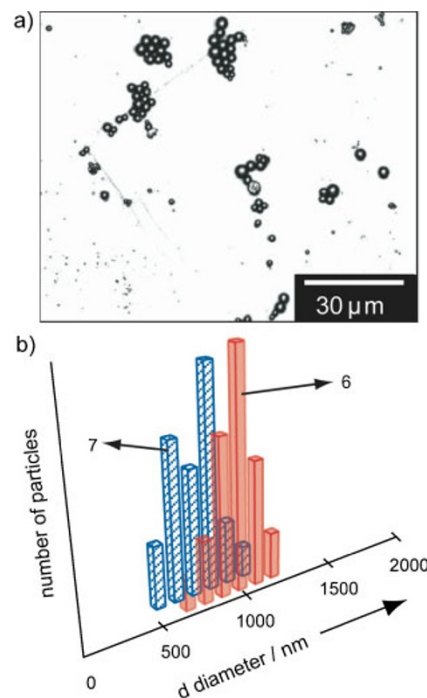 a)
30 µm
b)
number of particles
7
6
0
500
1000
1500
2000
d diameter / nm